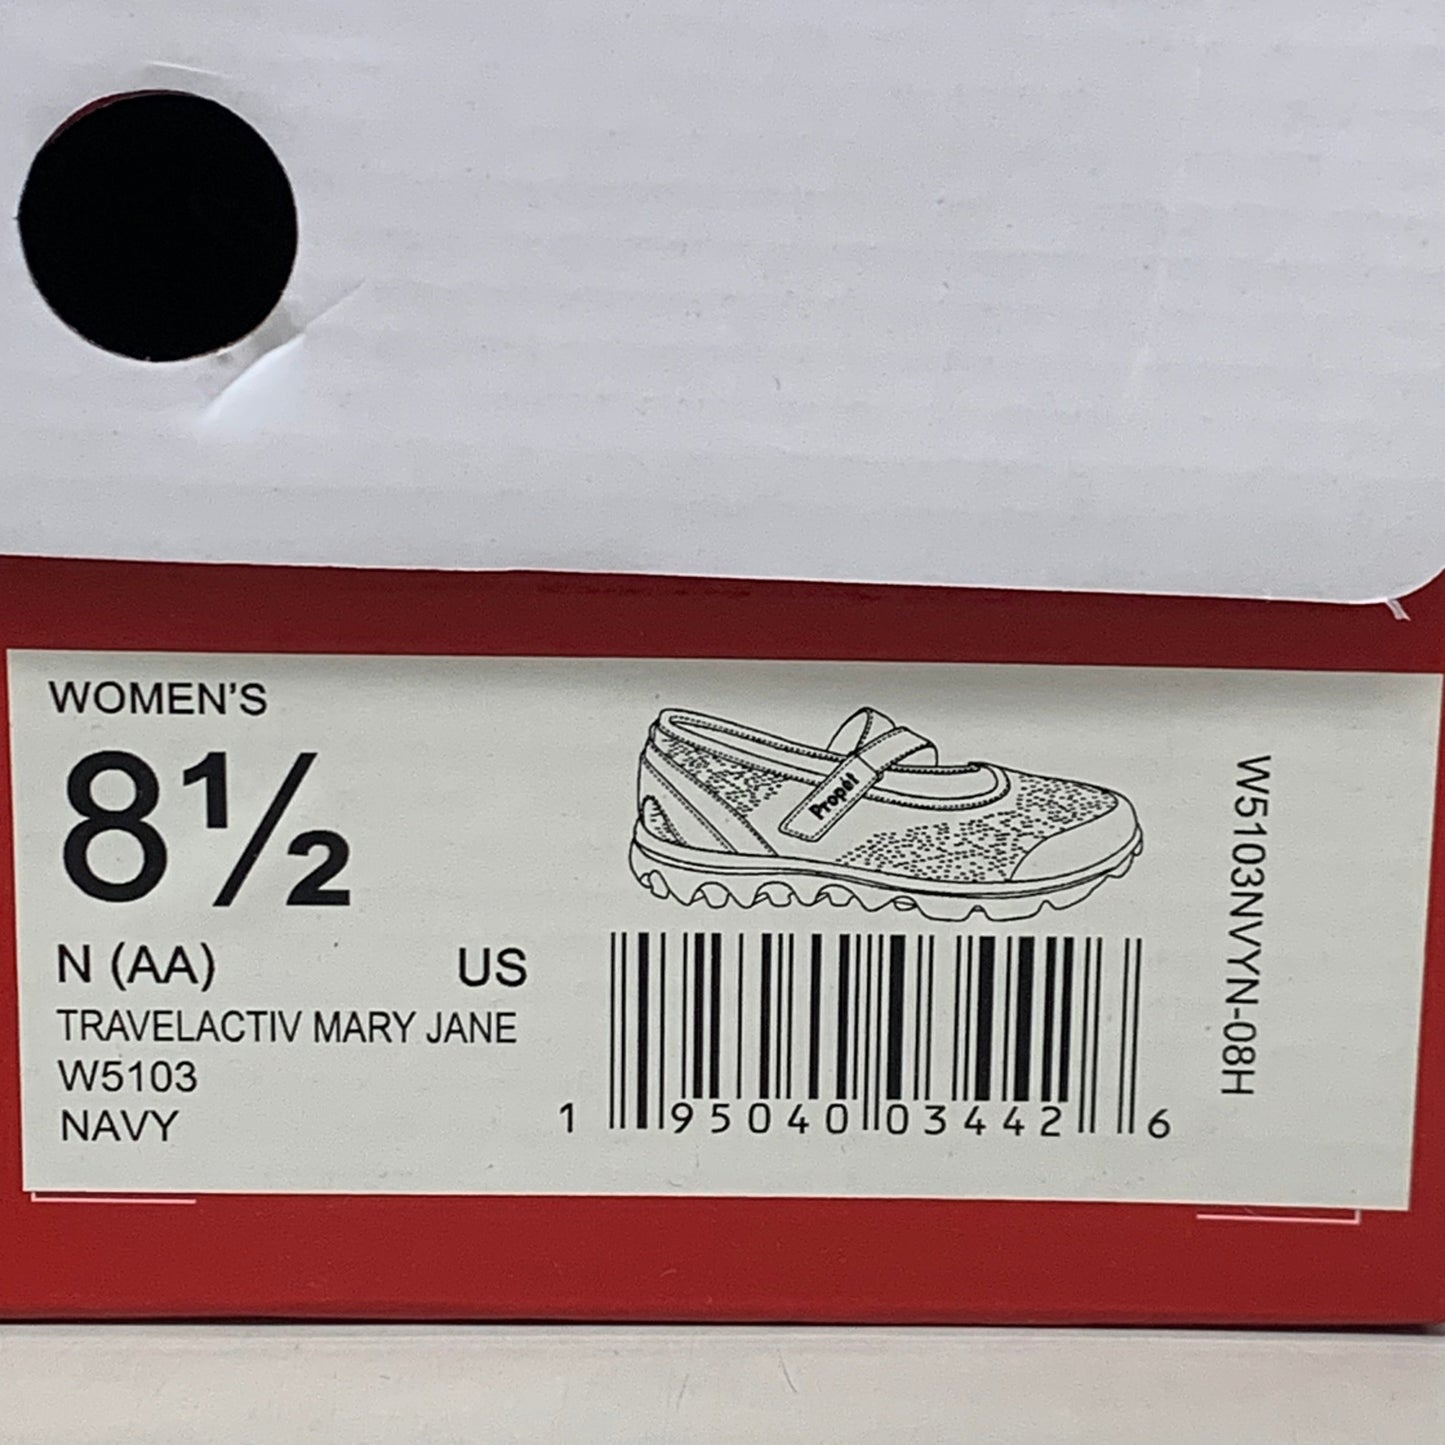 WOMEN'S
8½
N (AA) US
TRAVELACTIV MARY JANE
W5103
NAVY
Propét
1 95040 03442 6
W5103NVYN-08H